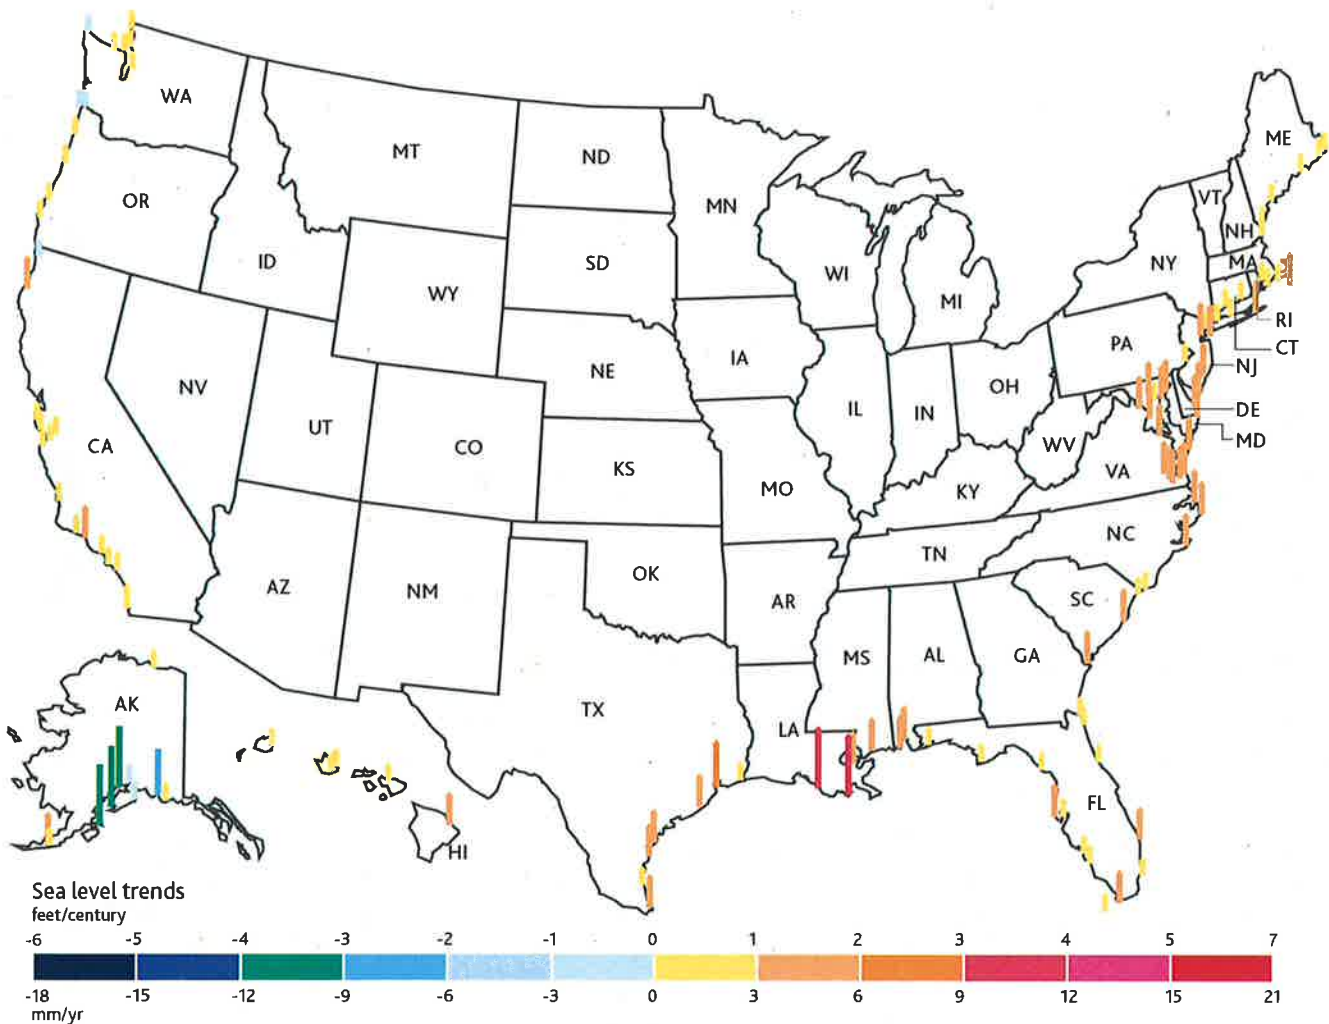 WA
MT
ND
MN
ME
OR
ID
WY
SD
WI
MI
NY
VT
NH
MA
RI
CT
NJ
DE
MD
PA
NV
UT
CO
NE
IA
IL
IN
OH
WV
VA
CA
KS
MO
KY
NC
TN
SC
AZ
NM
OK
AR
MS
AL
GA
TX
LA
FL
AK
HI
Sea level trends
feet/century
-6 -5 -4 -3 -2 -1 0 1 2 3 4 5 7
-18 -15 -12 -9 -6 -3 0 3 6 9 12 15 21
mm/yr